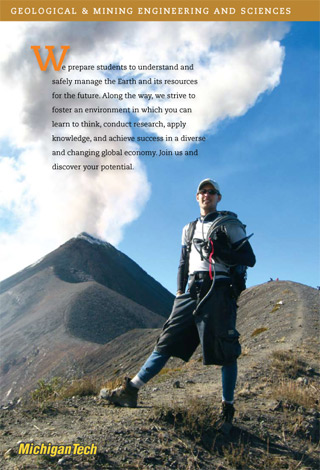 GEOLOGICAL & MINING ENGINEERING AND SCIENCES
We prepare students to understand and
safely manage the Earth and its resources
for the future. Along the way, we strive to
foster an environment in which you can
learn to think, conduct research, apply
knowledge, and achieve success in a diverse
and changing global economy. Join us and
discover your potential.
MichiganTech